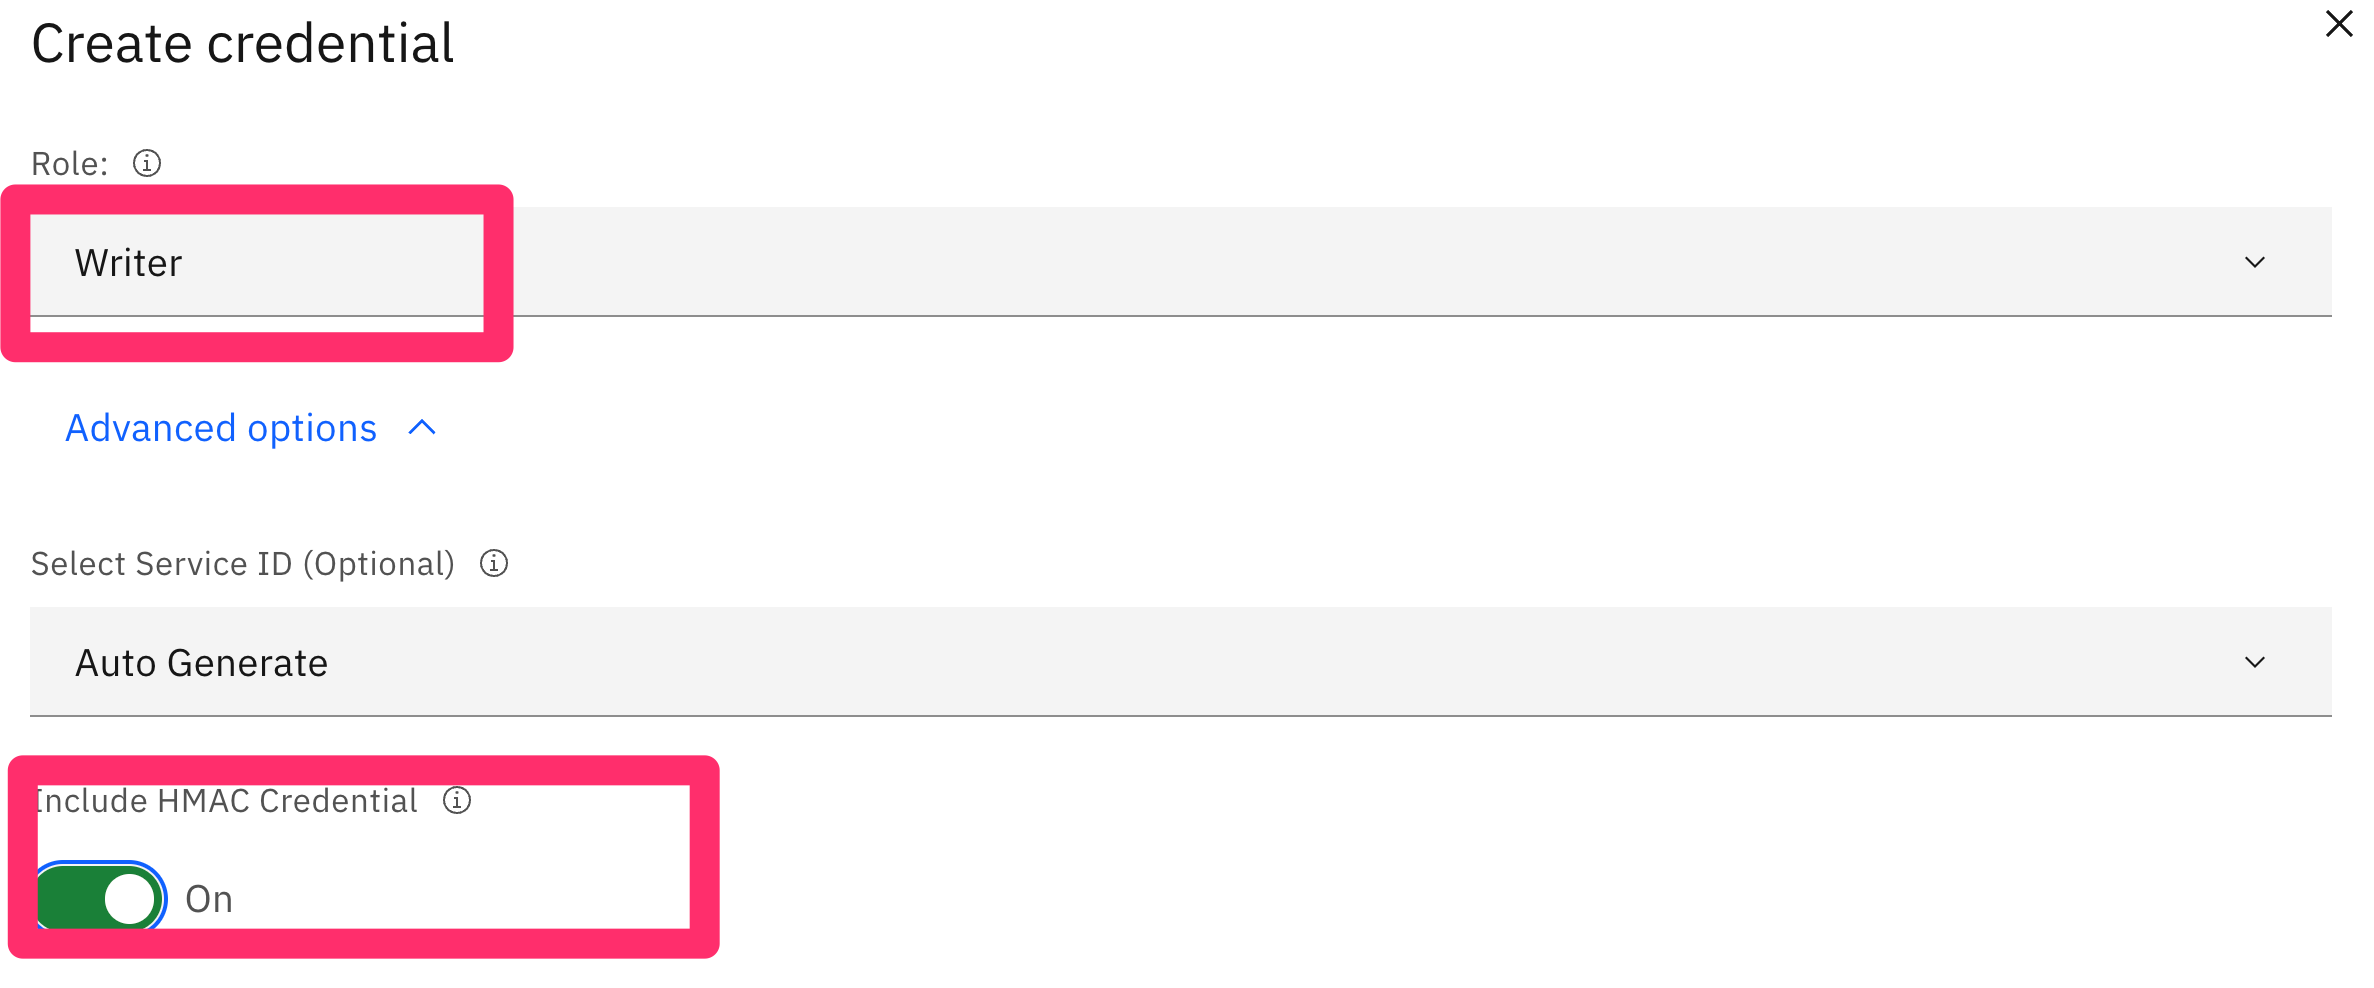 Create credential
Role:
Writer
Advanced options
Select Service ID (Optional)
Auto Generate
Include HMAC Credential
On